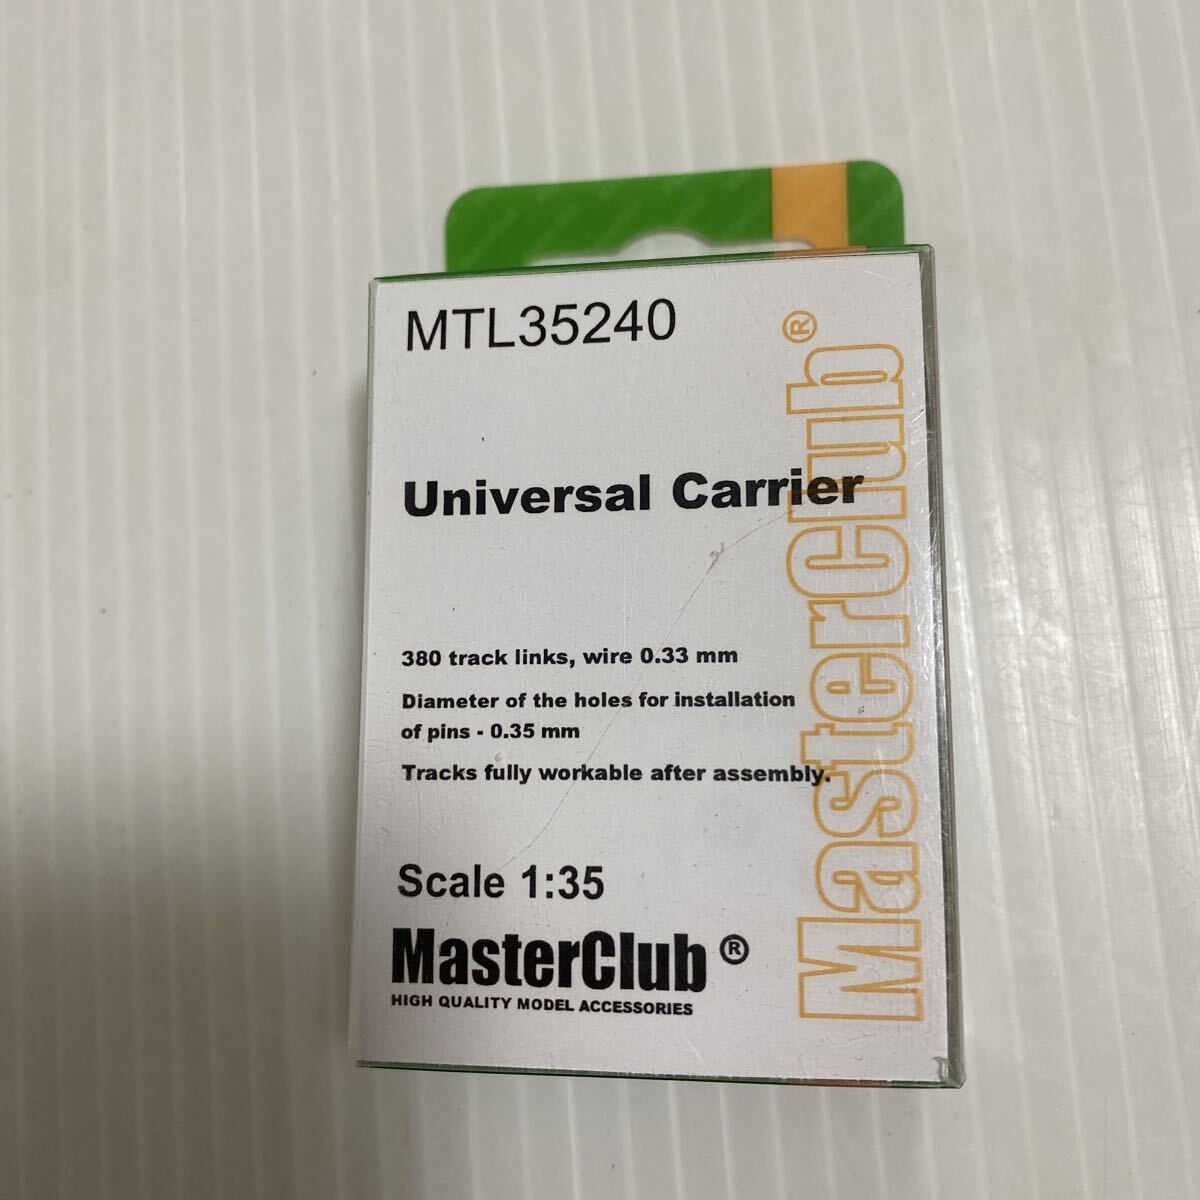 MTL35240
Universal Carrier
380 track links, wire 0.33 mm
Diameter of the holes for installation
of pins - 0.35 mm
Tracks fully workable after assembly.
Scale 1:35
MasterClub ®
HIGH QUALITY MODEL ACCESSORIES
MasterClub ®